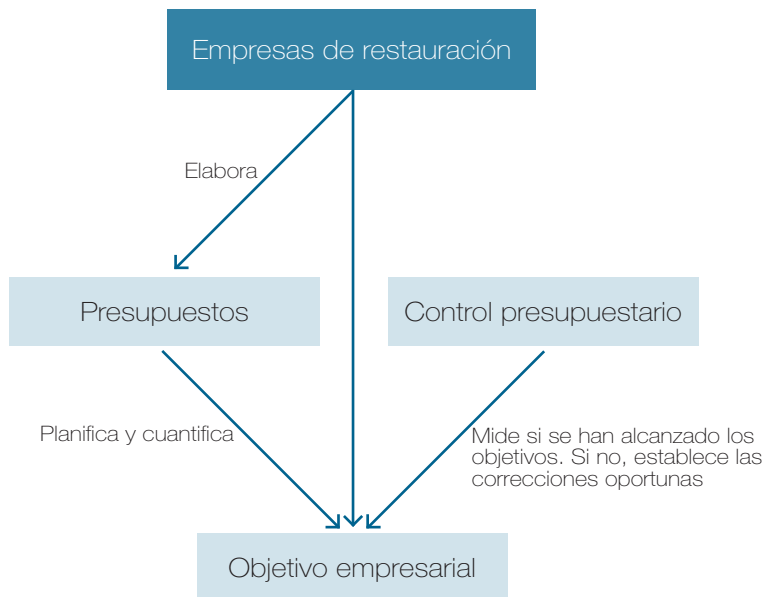 Empresas de restauración
Elabora
Presupuestos
Control presupuestario
Planifica y cuantifica
Mide si se han alcanzado los
objetivos. Si no, establece las
correcciones oportunas
Objetivo empresarial